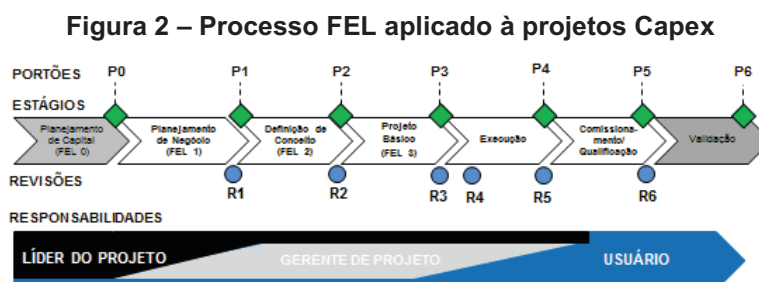 Figura 2 – Processo FEL aplicado à projetos Capex
PORTÕES P0 P1 P2 P3 P4 P5 P6
ESTÁGIOS
Planejamento de Capital (FEL 0)
Planejamento de Negócio (FEL 1)
Definição de Conceito (FEL 2)
Projeto Básico (FEL 3)
Execução
Comissiona-mento/ Qualificação
Validação
REVISÕES R1 R2 R3 R4 R5 R6
RESPONSABILIDADES
LÍDER DO PROJETO GERENTE DE PROJETO USUÁRIO